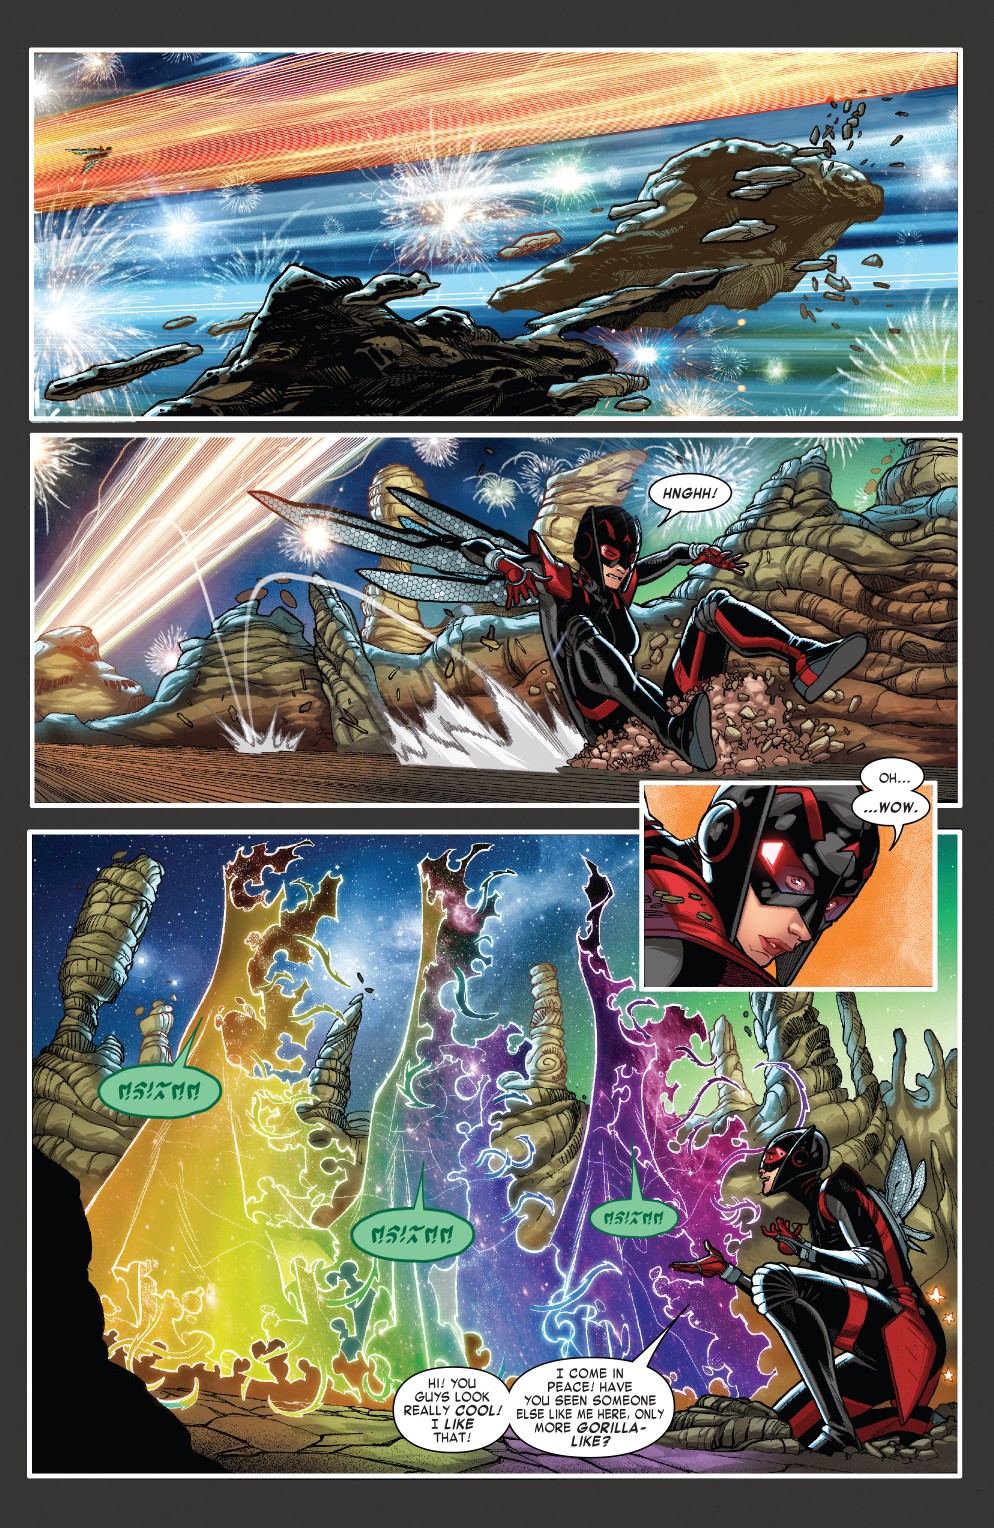 HNGHH!
OH...
...WOW.
HI! YOU
GUYS LOOK
REALLY COOL!
I LIKE
THAT!
I COME IN
PEACE! HAVE
YOU SEEN SOMEONE
ELSE LIKE ME HERE, ONLY
MORE GORILLA-
LIKE?